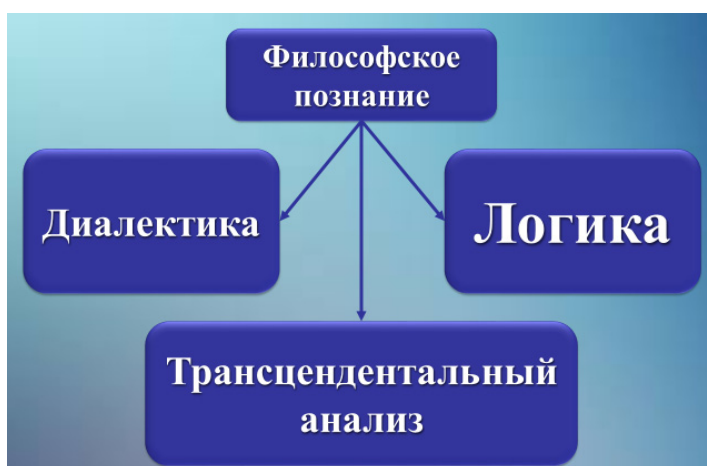 Философское
познание
Диалектика
Логика
Трансцендентальный
анализ